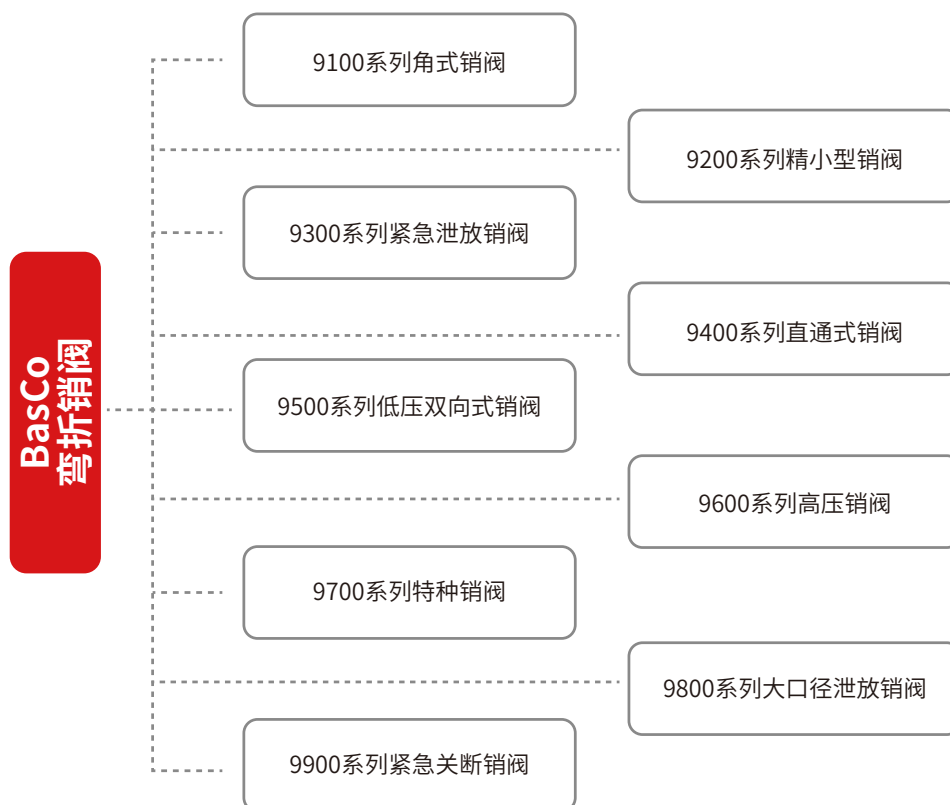 BasCo
弯折销阀
9100系列角式销阀
9200系列精小型销阀
9300系列紧急泄放销阀
9400系列直通式销阀
9500系列低压双向式销阀
9600系列高压销阀
9700系列特种销阀
9800系列大口径泄放销阀
9900系列紧急关断销阀